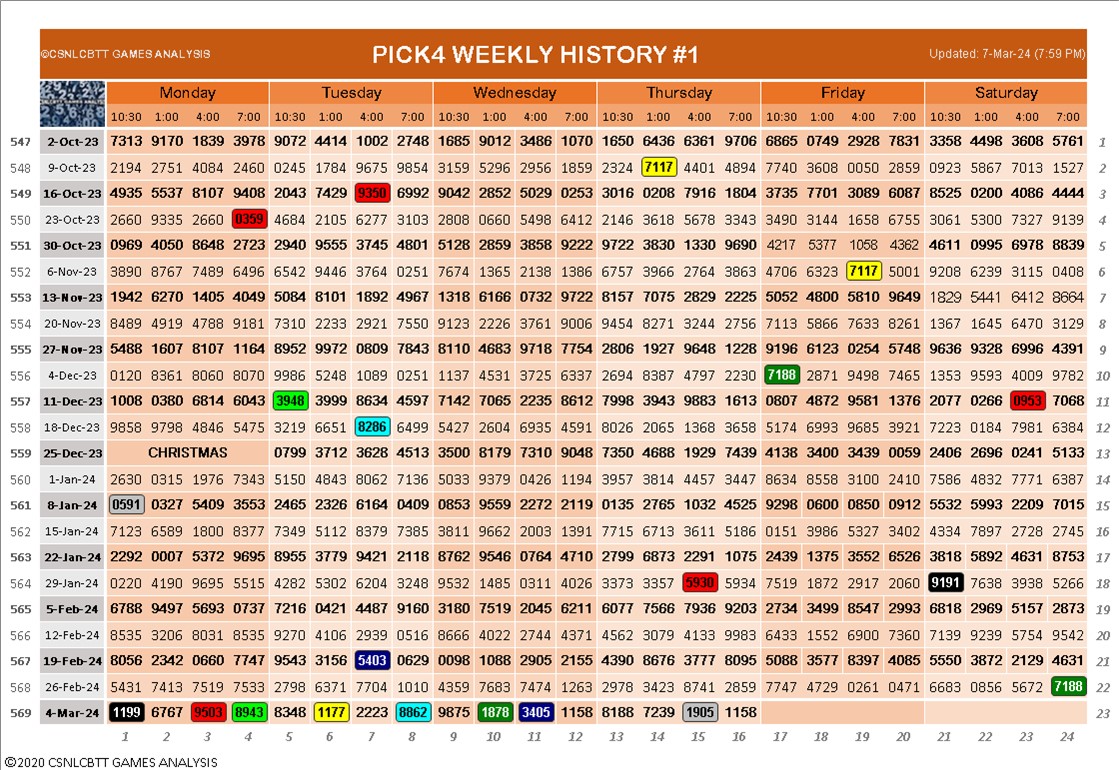 ©CSNLCBTT GAMES ANALYSIS PICK4 WEEKLY HISTORY #1 Updated: 7-Mar-24 (7:59 PM)
Monday Tuesday Wednesday Thursday Friday Saturday
10:30 1:00 4:00 7:00 10:30 1:00 4:00 7:00 10:30 1:00 4:00 7:00 10:30 1:00 4:00 7:00 10:30 1:00 4:00 7:00 10:30 1:00 4:00 7:00
547 2-Oct-23 7313 9170 1839 3978 9072 4414 1002 2748 1685 9012 3486 1070 1650 6436 6361 9706 6865 0749 2928 7831 3358 4498 3608 5761 1
548 9-Oct-23 2194 2751 4084 2460 0245 1784 9675 9854 3159 5296 2956 1859 2324 7117 4401 4894 7740 3608 0050 2859 0923 5867 7013 1527 2
549 16-Oct-23 4935 5537 8107 9408 2043 7429 9350 6992 9042 2852 5029 0253 3016 0208 7916 1804 3735 7701 3089 6087 8525 0200 4086 4444 3
550 23-Oct-23 2660 9335 2660 0359 4684 2105 6277 3103 2808 0660 5498 6412 2146 3618 5678 3343 3490 3144 1658 6755 3061 5300 7327 9139 4
551 30-Oct-23 0969 4050 8648 2723 2940 9555 3745 4801 5128 2859 3858 9222 9722 3830 1330 9690 4217 5377 1058 4362 4611 0995 6978 8839 5
552 6-Nov-23 3890 8767 7489 6496 6542 9446 3764 0251 7674 1365 2138 1386 6757 3966 2764 3863 4706 6323 7117 5001 9208 6239 3115 0408 6
553 13-Nov-23 1942 6270 1405 4049 5084 8101 1892 4967 1318 6166 0732 9722 8157 7075 2829 2225 5052 4800 5810 9649 1829 5441 6412 8664 7
554 20-Nov-23 8489 4919 4788 9181 7310 2233 2921 7550 9123 2226 3761 9006 9454 8271 3244 2756 7113 5866 7633 8261 1367 1645 6470 3129 8
555 27-Nov-23 5488 1607 8107 1164 8952 9972 0809 7843 8110 4683 9718 7754 2806 1927 9648 1228 9196 6123 0254 5748 9636 9328 6996 4391 9
556 4-Dec-23 0120 8361 8060 8070 9986 5248 1089 0251 1137 4531 3725 6337 2694 8387 4797 2230 7188 2871 9498 7465 1353 9593 4009 9782 10
557 11-Dec-23 1008 0380 6814 6043 3948 3999 8634 4597 7142 7065 2235 8612 7998 3943 9883 1613 0807 4872 9581 1376 2077 0266 0953 7068 11
558 18-Dec-23 9858 9798 4846 5475 3219 6651 8286 6499 5427 2604 6935 4591 8026 2065 1368 3658 5174 6993 9685 3921 7223 0184 7981 6384 12
559 25-Dec-23 CHRISTMAS 0799 3712 3628 4513 3500 8179 7310 9048 7350 4688 1929 7439 4138 3400 3439 0059 2406 2696 0241 5133 13
560 1-Jan-24 2630 0315 1976 7343 5150 4843 8062 7136 5033 9379 0426 1194 3957 3814 4457 3447 8634 8558 3100 2410 7586 4832 7771 6387 14
561 8-Jan-24 0591 0327 5409 3553 2465 2326 6164 0409 0853 9559 2272 2119 0135 2765 1032 4525 9298 0600 0850 0912 5532 5993 2209 7015 15
562 15-Jan-24 7123 6589 1800 8377 7349 5112 8379 7385 3811 9662 2003 1391 7715 6713 3611 5186 0151 3986 5327 3402 4334 7897 2728 2745 16
563 22-Jan-24 2292 0007 5372 9695 8955 3779 9421 2118 8762 9546 0764 4710 2799 6873 2291 1075 2439 1375 3552 6526 3818 5892 4631 8753 17
564 29-Jan-24 0220 4190 9695 5515 4282 5302 6204 3248 9532 1485 0311 4026 3373 3357 5930 5934 7519 1872 2917 2060 9191 7638 3938 5266 18
565 5-Feb-24 6788 9497 5693 0737 7216 0421 4487 9160 3180 7519 2045 6211 6077 7566 7936 9203 2734 3499 8547 2993 6818 2969 5157 2873 19
566 12-Feb-24 8535 3206 8031 8535 9270 4106 2939 0516 8666 4022 2744 4371 4562 3079 4133 9983 6433 1552 6900 7360 7139 9239 5754 9542 20
567 19-Feb-24 8056 2342 0660 7747 9543 3156 5403 0629 0098 1088 2905 2155 4390 8676 3777 8095 5088 3577 8397 4085 5550 3872 2129 4631 21
568 26-Feb-24 5431 7413 7519 7533 2798 6371 7704 1010 4359 7683 7474 1263 2978 3423 8741 2859 7747 4729 0261 0471 6683 0856 5672 7188 22
569 4-Mar-24 1199 6767 9503 8943 8348 1177 2223 8862 9875 1878 3405 1158 8188 7239 1905 1158 23
1 2 3 4 5 6 7 8 9 10 11 12 13 14 15 16 17 18 19 20 21 22 23 24
©2020 CSNLCBTT GAMES ANALYSIS